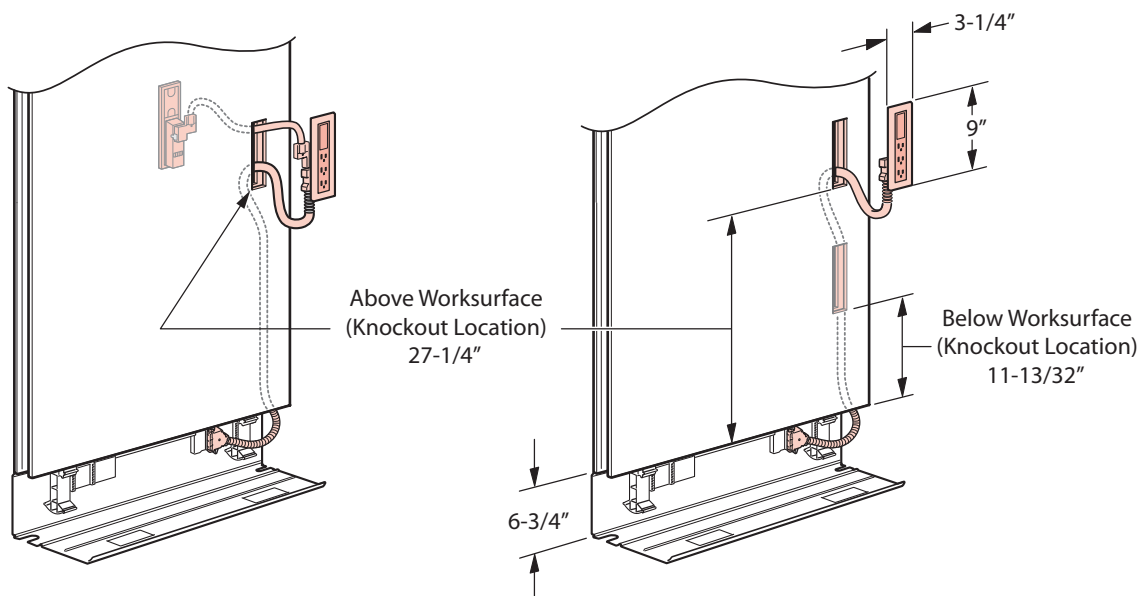 3-1/4”
9”
Above Worksurface
(Knockout Location)
27-1/4”
Below Worksurface
(Knockout Location)
11-13/32”
6-3/4”